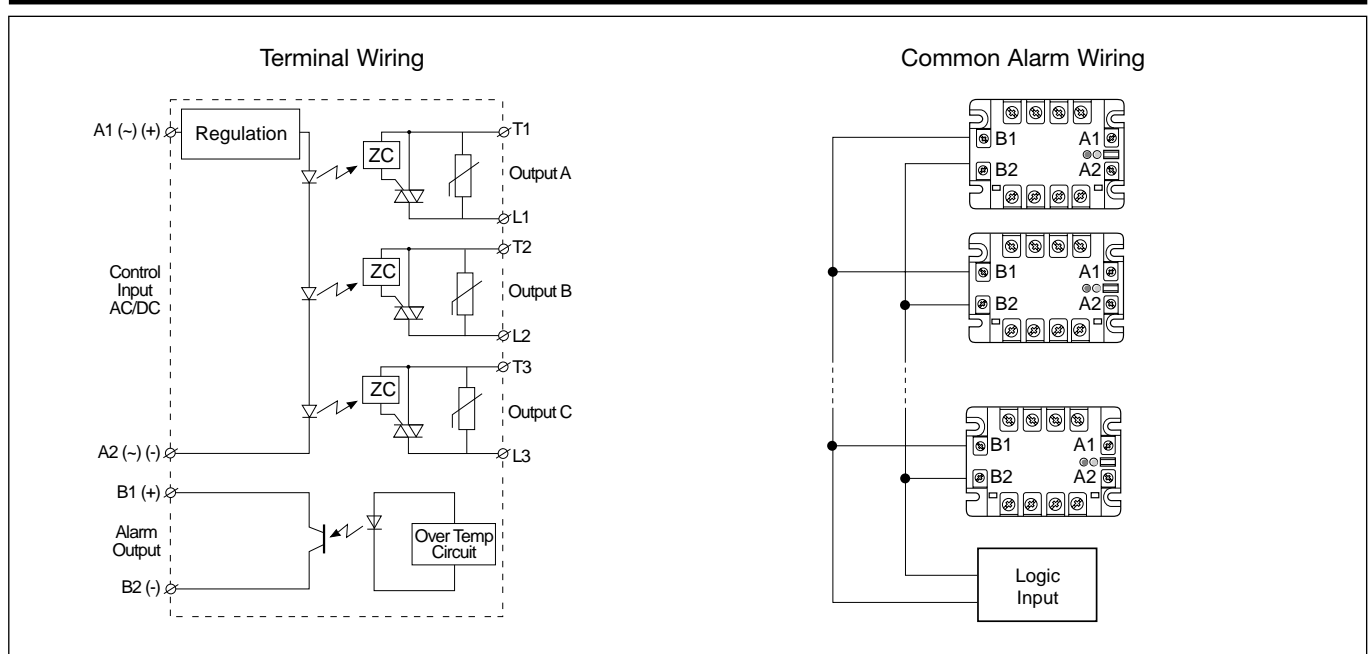 Terminal Wiring
A1 (~) (+)
Regulation
ZC
T1
Output A
L1
T2
ZC
Control
Input
AC/DC
Output B
L2
T3
ZC
Output C
A2 (~) (-)
L3
B1 (+)
Alarm
Output
Over Temp
Circuit
B2 (-)
Common Alarm Wiring
B1 A1
B2 A2
B1 A1
B2 A2
B1 A1
B2 A2
Logic
Input